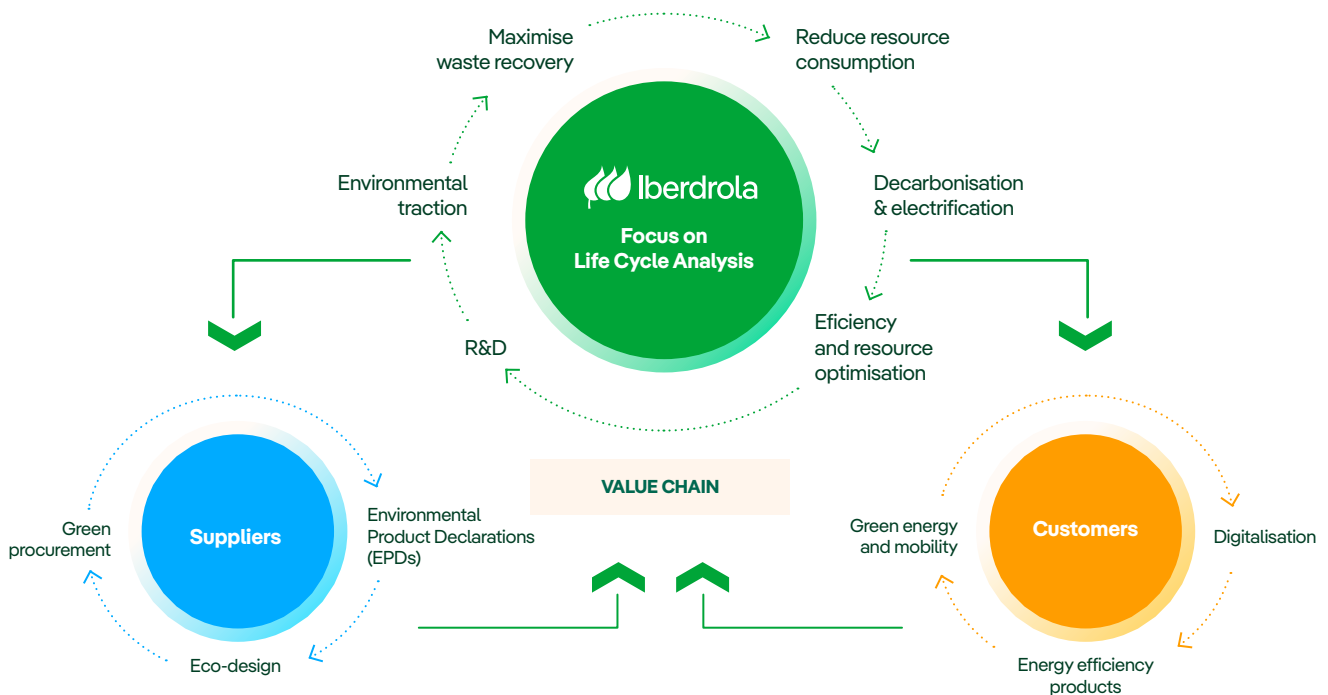 Maximise
waste recovery
Reduce resource
consumption
Environmental
traction
Iberdrola
Focus on
Life Cycle Analysis
Decarbonisation
& electrification
R&D
Eficiency
and resource
optimisation
VALUE CHAIN
Green
procurement
Suppliers
Environmental
Product Declarations
(EPDs)
Eco-design
Green energy
and mobility
Customers
Digitalisation
Energy efficiency
products